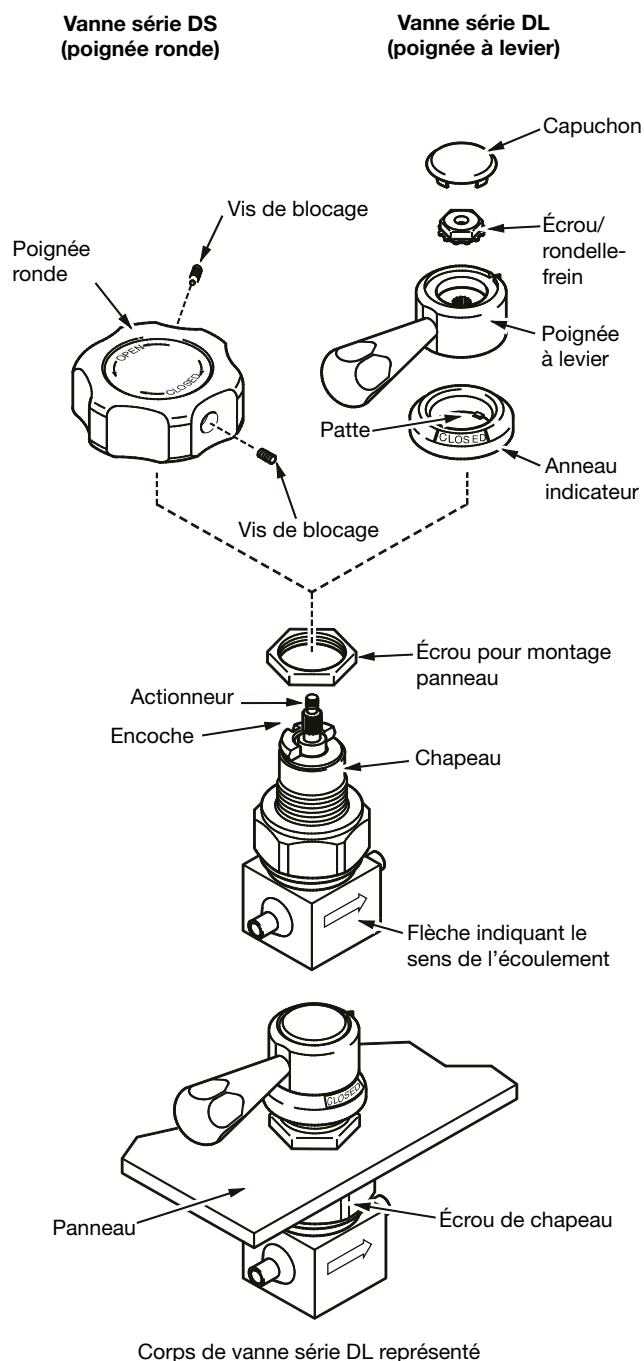 Vanne série DS
(poignée ronde)
Vanne série DL
(poignée à levier)
Capuchon
Vis de blocage
Écrou/
rondelle-
frein
Poignée
ronde
OPEN
CLOSED
Poignée
à levier
Patte
CLOSED
Anneau
indicateur
Vis de blocage
Écrou pour montage
panneau
Actionneur
Encoche
Chapeau
Flèche indiquant le
sens de l’écoulement
CLOSED
Panneau
Écrou de chapeau
Corps de vanne série DL représenté